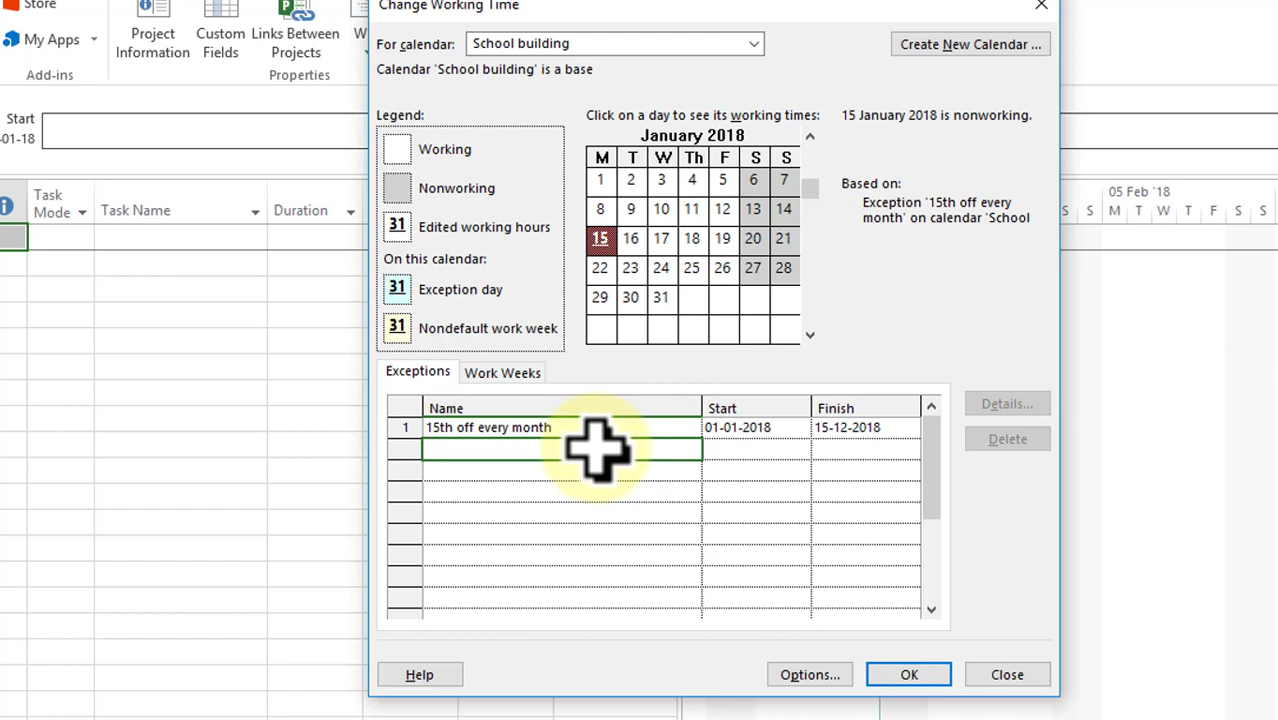 Change Working Time
Store
My Apps
Add-ins
Project
Information
Custom
Fields
Links Between
Projects
Properties
For calendar:
School building
Create New Calendar ...
Calendar 'School building' is a base
Start
-01-18
Legend:
Working
Nonworking
31 Edited working hours
On this calendar:
31 Exception day
31 Nondefault work week
Click on a day to see its working times:
January 2018
M T W Th F S S
1 2 3 4 5 6 7
8 9 10 11 12 13 14
15 16 17 18 19 20 21
22 23 24 25 26 27 28
29 30 31
15 January 2018 is nonworking.
Based on:
Exception '15th off every
month' on calendar 'School
Task
Mode
Task Name
Duration
05 Feb '18
S S M T W T F S S
Exceptions
Work Weeks
Name Start Finish
1 15th off every month 01-01-2018 15-12-2018
Details...
Delete
Help
Options...
OK
Close